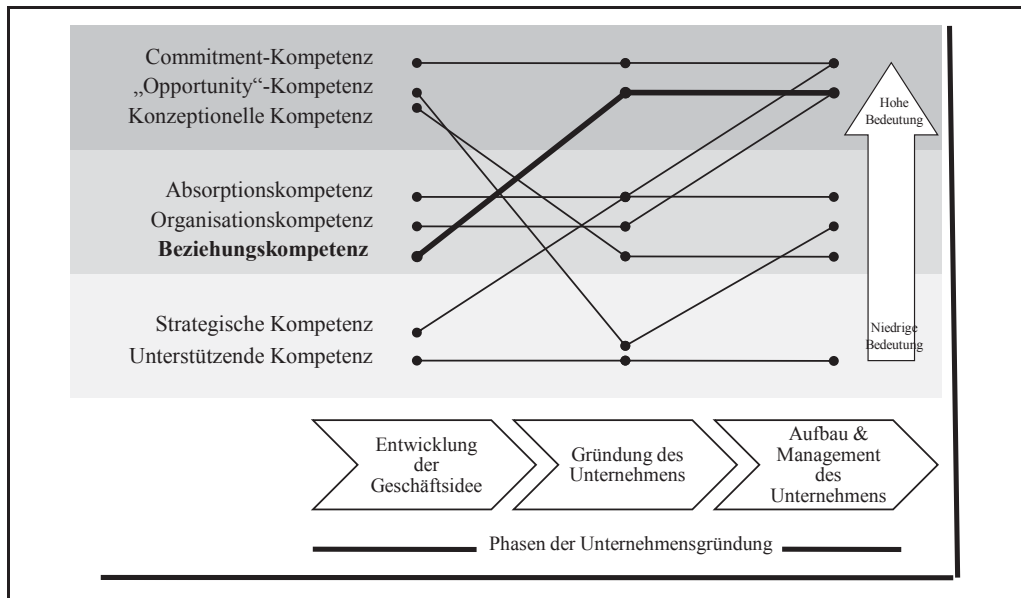 Commitment-Kompetenz
„Opportunity“-Kompetenz
Konzeptionelle Kompetenz
Absorptionskompetenz
Organisationskompetenz
Beziehungskompetenz
Strategische Kompetenz
Unterstützende Kompetenz
Hohe
Bedeutung
Niedrige
Bedeutung
Entwicklung
der
Geschäftsidee
Gründung des
Unternehmens
Aufbau &
Management
des
Unternehmens
Phasen der Unternehmensgründung